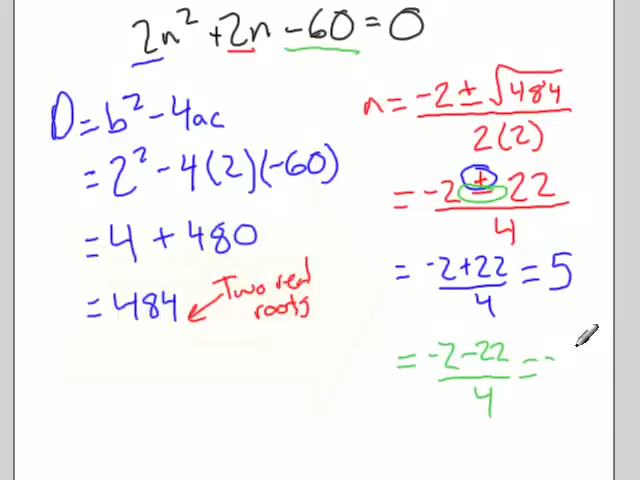 2n² + 2n - 60 = 0
D = b² - 4ac
= 2² - 4(2)(-60)
= 4 + 480
= 484
Two real
roots
n = -2 ± √484 / 2(2)
= -2 ± 22 / 4
= -2+22 / 4 = 5
= -2-22 / 4 = -